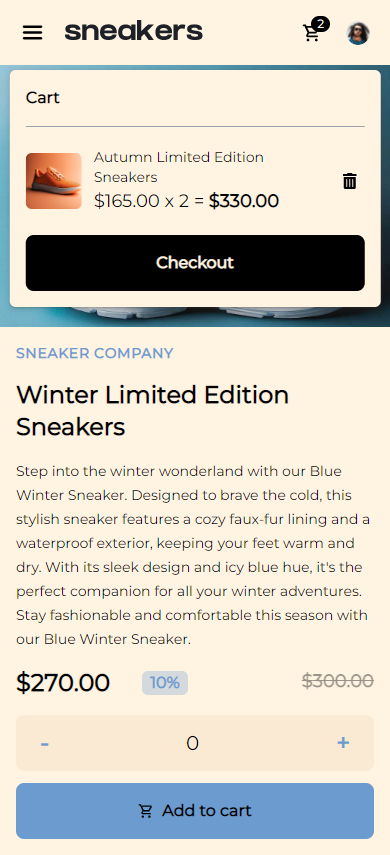 sneakers
2
Cart
Autumn Limited Edition
Sneakers
$165.00 x 2 = $330.00
Checkout
SNEAKER COMPANY
Winter Limited Edition
Sneakers
Step into the winter wonderland with our Blue
Winter Sneaker. Designed to brave the cold, this
stylish sneaker features a cozy faux-fur lining and a
waterproof exterior, keeping your feet warm and
dry. With its sleek design and icy blue hue, it's the
perfect companion for all your winter adventures.
Stay fashionable and comfortable this season with
our Blue Winter Sneaker.
$270.00 10% $300.00
- 0 +
Add to cart